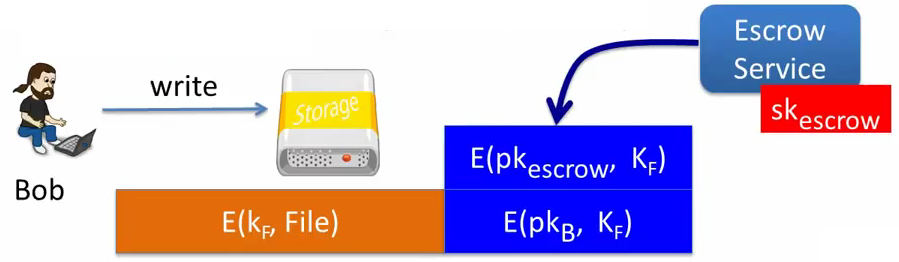 Escrow
Service
sk_escrow
write
Storage
E(pk_escrow, K_F)
Bob
E(k_F, File)
E(pk_B, K_F)